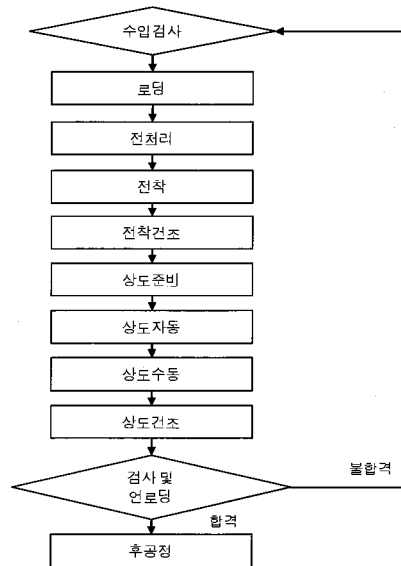 수입검사
로딩
전처리
전착
전착건조
상도준비
상도자동
상도수동
상도건조
검사 및
언로딩
불합격
합격
후공정